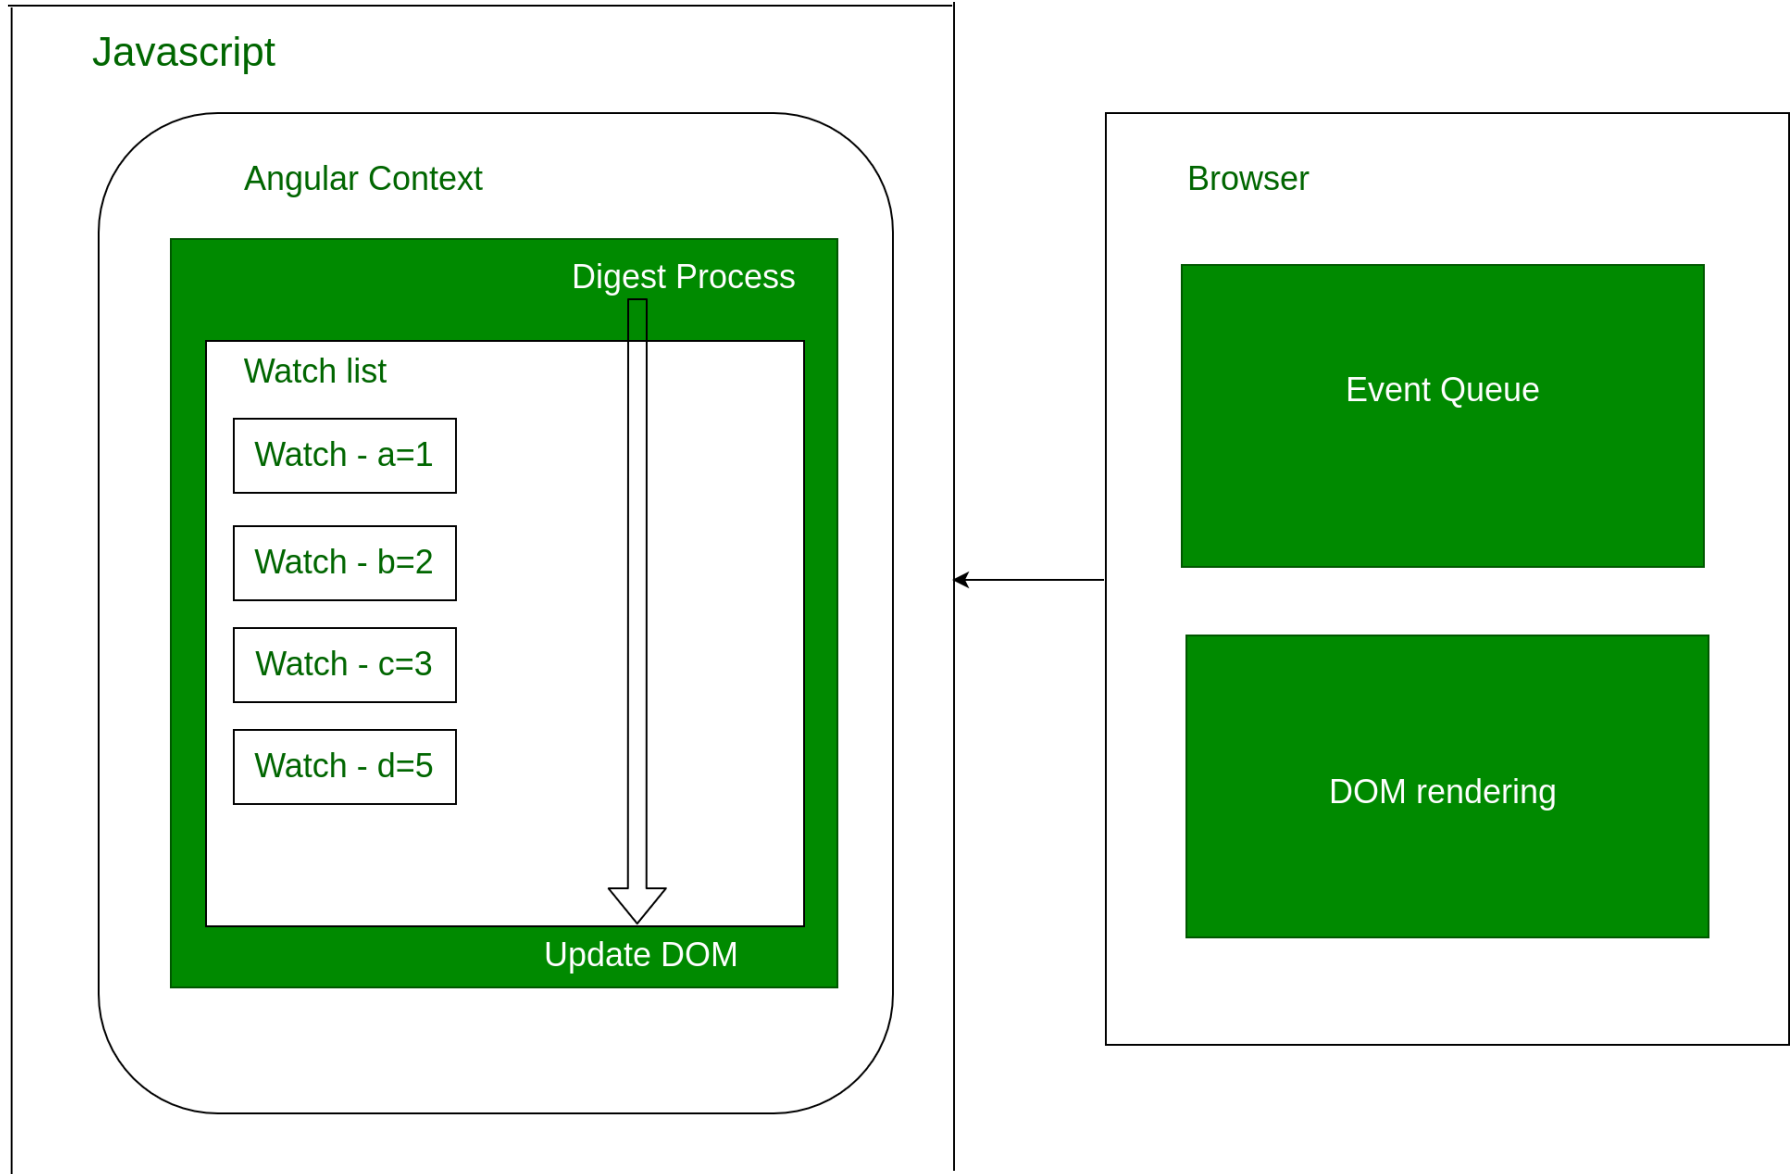 Javascript
Angular Context
Digest Process
Watch list
Watch - a=1
Watch - b=2
Watch - c=3
Watch - d=5
Update DOM
Browser
Event Queue
DOM rendering